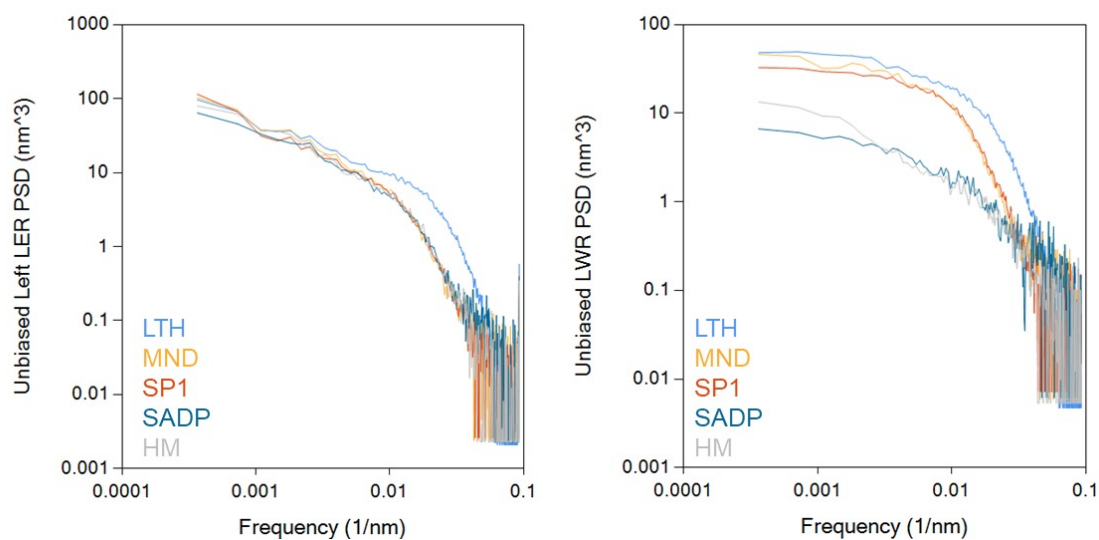 1000
100
10
1
0.1
0.01
0.001
Unbiased Left LER PSD (nm^3)
LTH
MND
SP1
SADP
HM
0.0001
0.001
0.01
0.1
Frequency (1/nm)
100
10
1
0.1
0.01
0.001
Unbiased LWR PSD (nm^3)
LTH
MND
SP1
SADP
HM
0.0001
0.001
0.01
0.1
Frequency (1/nm)